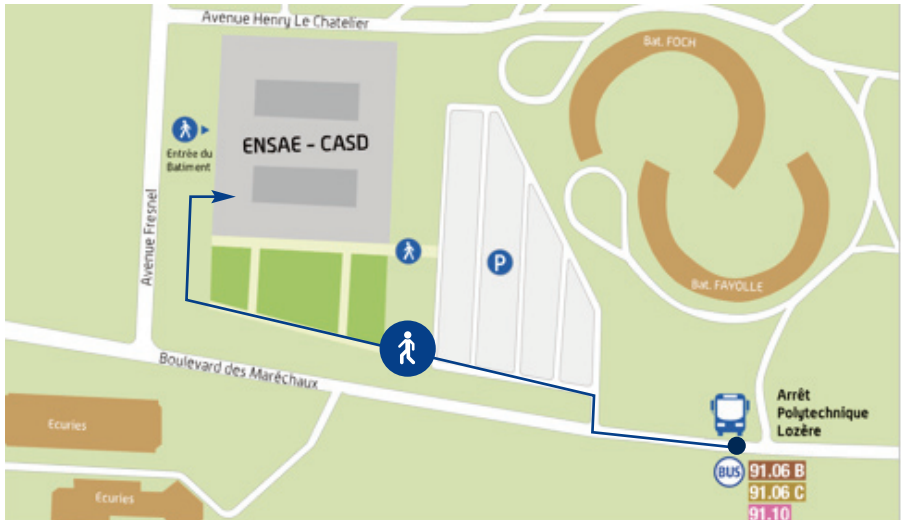 Avenue Henry Le Chatelier
Bat. FOCH
ENSAE - CASD
Entrée du
Batiment
Avenue Fresnel
P
Bat. FAYOLLE
Boulevard des Maréchaux
Arrêt
Polytechnique
Lozère
Ecuries
BUS
91.06 B
91.06 C
91.10
Ecuries